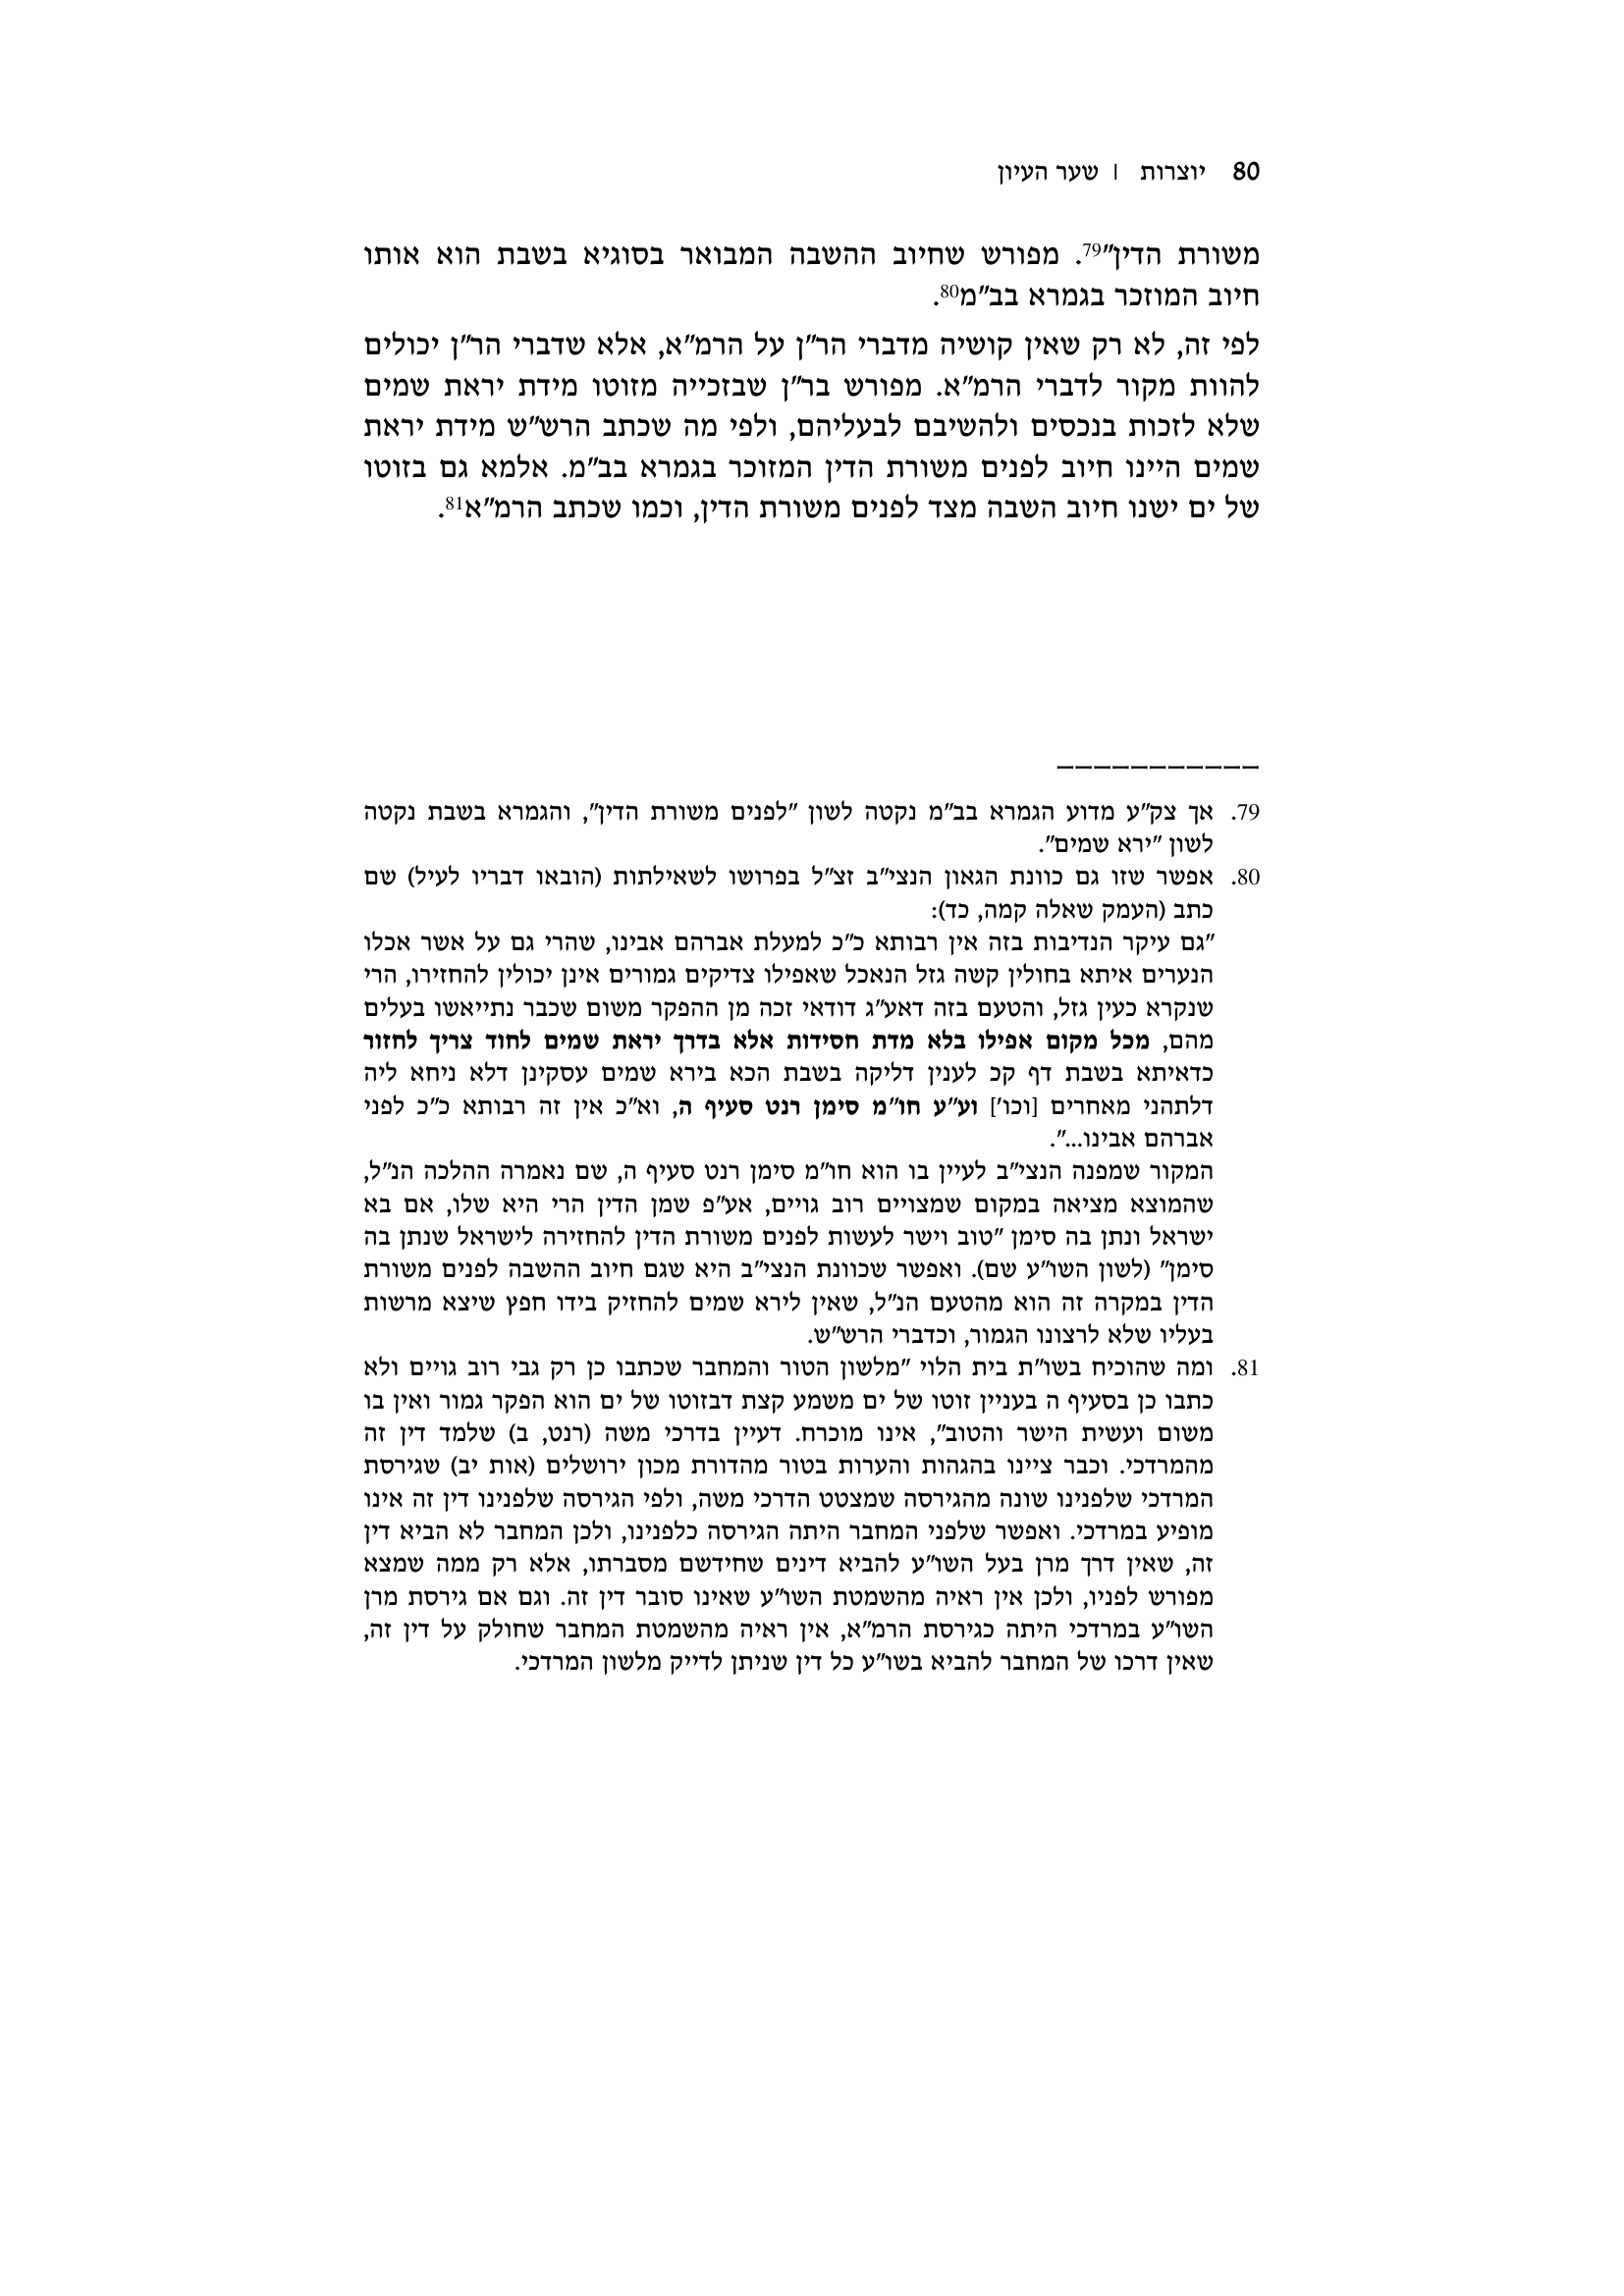 80 יוצרות | שער העיון
משורת הדין"79. מפורש שחיוב ההשבה המבואר בסוגיא בשבת הוא אותו
חיוב המוזכר בגמרא בב"מ80.
לפי זה, לא רק שאין קושיה מדברי הר"ן על הרמ"א, אלא שדברי הר"ן יכולים
להוות מקור לדברי הרמ"א. מפורש בר"ן שבזכייה מזוטו מידת יראת שמים
שלא לזכות בנכסים ולהשיבם לבעליהם, ולפי מה שכתב הרש"ש מידת יראת
שמים היינו חיוב לפנים משורת הדין המזוכר בגמרא בב"מ. אלמא גם בזוטו
של ים ישנו חיוב השבה מצד לפנים משורת הדין, וכמו שכתב הרמ"א81.
79. אך צק"ע מדוע הגמרא בב"מ נקטה לשון "לפנים משורת הדין", והגמרא בשבת נקטה
לשון "ירא שמים".
80. אפשר שזו גם כוונת הגאון הנצי"ב זצ"ל בפרושו לשאילתות (הובאו דבריו לעיל) שם
כתב (העמק שאלה קמה, כד):
"גם עיקר הנדיבות בזה אין רבותא כ"כ למעלת אברהם אבינו, שהרי גם על אשר אכלו
הנערים איתא בחולין קשה גזל הנאכל שאפילו צדיקים גמורים אינן יכולין להחזירו, הרי
שנקרא כעין גזל, והטעם בזה דאע"ג דודאי זכה מן ההפקר משום שכבר נתייאשו בעלים
מהם, מכל מקום אפילו בלא מדת חסידות אלא בדרך יראת שמים לחוד צריך לחזור
כדאיתא בשבת דף קכ לענין דליקה בשבת הכא בירא שמים עסקינן דלא ניחא ליה
דלתהני מאחרים [וכו'] וע"ע חו"מ סימן רנט סעיף ה, וא"כ אין זה רבותא כ"כ לפני
אברהם אבינו...".
המקור שמפנה הנצי"ב לעיין בו הוא חו"מ סימן רנט סעיף ה, שם נאמרה ההלכה הנ"ל,
שהמוצא מציאה במקום שמצויים רוב גויים, אע"פ שמן הדין הרי היא שלו, אם בא
ישראל ונתן בה סימן "טוב וישר לעשות לפנים משורת הדין להחזירה לישראל שנתן בה
סימן" (לשון השו"ע שם). ואפשר שכוונת הנצי"ב היא שגם חיוב ההשבה לפנים משורת
הדין במקרה זה הוא מהטעם הנ"ל, שאין לירא שמים להחזיק בידו חפץ שיצא מרשות
בעליו שלא לרצונו הגמור, וכדברי הרש"ש.
81. ומה שהוכיח בשו"ת בית הלוי "מלשון הטור והמחבר שכתבו כן רק גבי רוב גויים ולא
כתבו כן בסעיף ה בעניין זוטו של ים משמע קצת דבזוטו של ים הוא הפקר גמור ואין בו
משום ועשית הישר והטוב", אינו מוכרח. דעיין בדרכי משה (רנט, ב) שלמד דין זה
מהמרדכי. וכבר ציינו בהגהות והערות בטור מהדורת מכון ירושלים (אות יב) שגירסת
המרדכי שלפנינו שונה מהגירסה שמצטט הדרכי משה, ולפי הגירסה שלפנינו דין זה אינו
מופיע במרדכי. ואפשר שלפני המחבר היתה הגירסה כלפנינו, ולכן המחבר לא הביא דין
זה, שאין דרך מרן בעל השו"ע להביא דינים שחידשם מסברתו, אלא רק ממה שמצא
מפורש לפניו, ולכן אין ראיה מהשמטת השו"ע שאינו סובר דין זה. וגם אם גירסת מרן
השו"ע במרדכי היתה כגירסת הרמ"א, אין ראיה מהשמטת המחבר שחולק על דין זה,
שאין דרכו של המחבר להביא בשו"ע כל דין שניתן לדייק מלשון המרדכי.